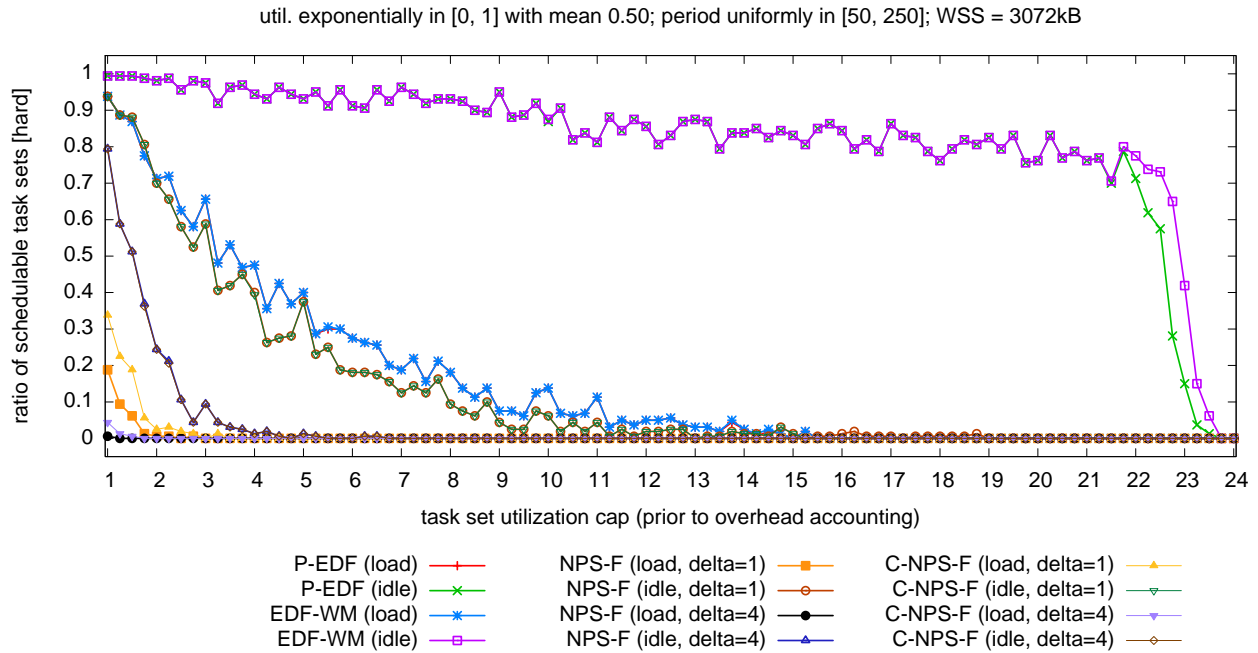 util. exponentially in [0, 1] with mean 0.50; period uniformly in [50, 250]; WSS = 3072kB
ratio of schedulable task sets [hard]
1
0.9
0.8
0.7
0.6
0.5
0.4
0.3
0.2
0.1
0
1 2 3 4 5 6 7 8 9 10 11 12 13 14 15 16 17 18 19 20 21 22 23 24
task set utilization cap (prior to overhead accounting)
P-EDF (load)
P-EDF (idle)
EDF-WM (load)
EDF-WM (idle)
NPS-F (load, delta=1)
NPS-F (idle, delta=1)
NPS-F (load, delta=4)
NPS-F (idle, delta=4)
C-NPS-F (load, delta=1)
C-NPS-F (idle, delta=1)
C-NPS-F (load, delta=4)
C-NPS-F (idle, delta=4)